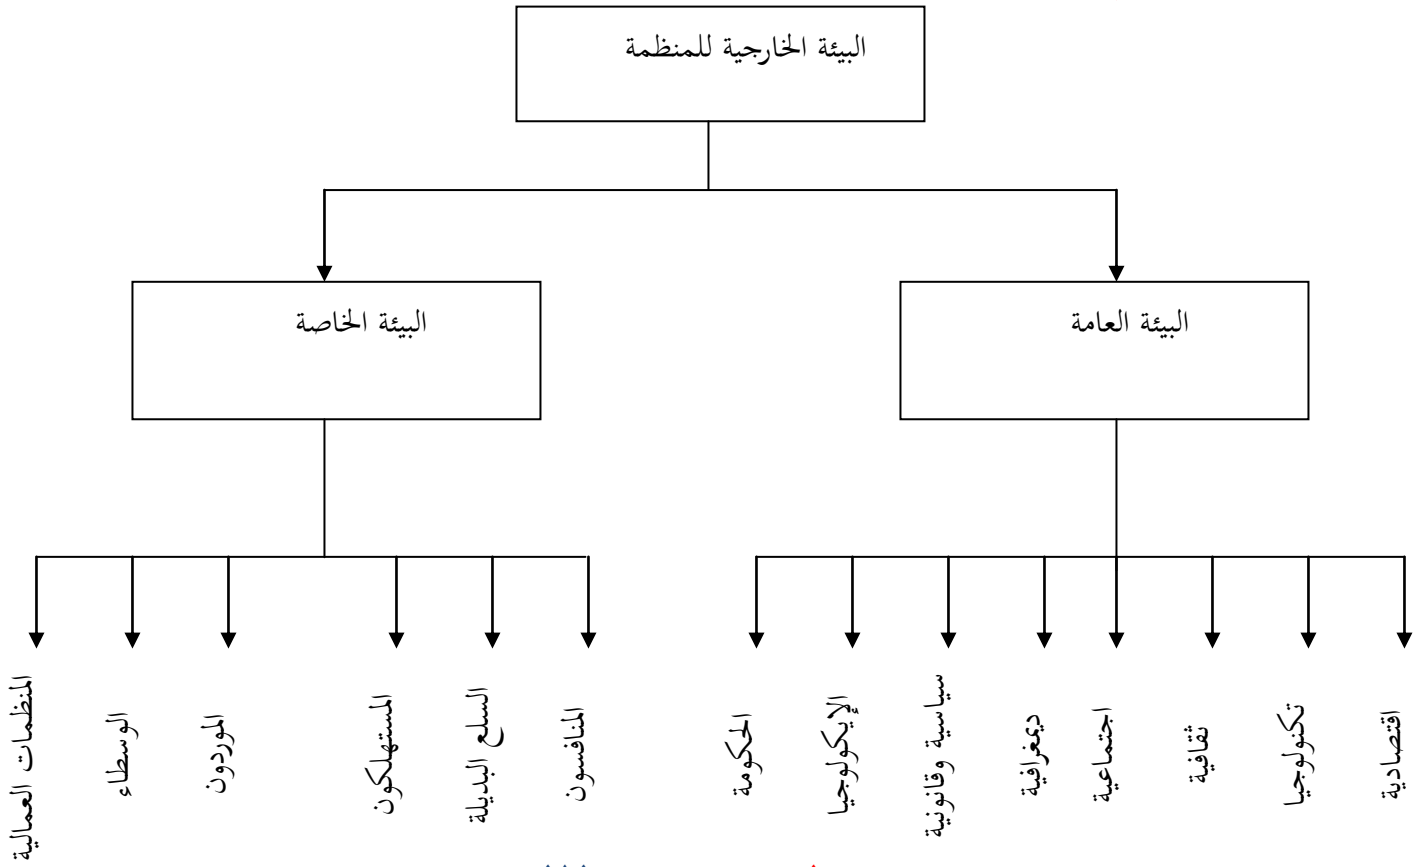 البيئة الخارجية للمنظمة
البيئة العامة
البيئة الخاصة
اقتصادية
تكنولوجيا
ثقافية
اجتماعية
ديمغرافية
سياسية وقانونية
الإيكولوجيا
الحكومة
المنافسون
السلع البديلة
المستهلكون
الموردون
الوسطاء
المنظمات العمالية